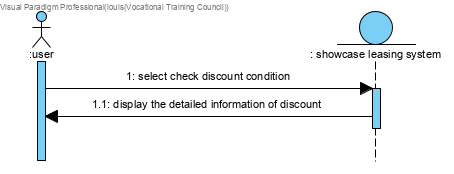 Visual Paradigm Professional(louis(Vocational Training Council))
:user
: showcase leasing system
1: select check discount condition
1.1: display the detailed information of discount